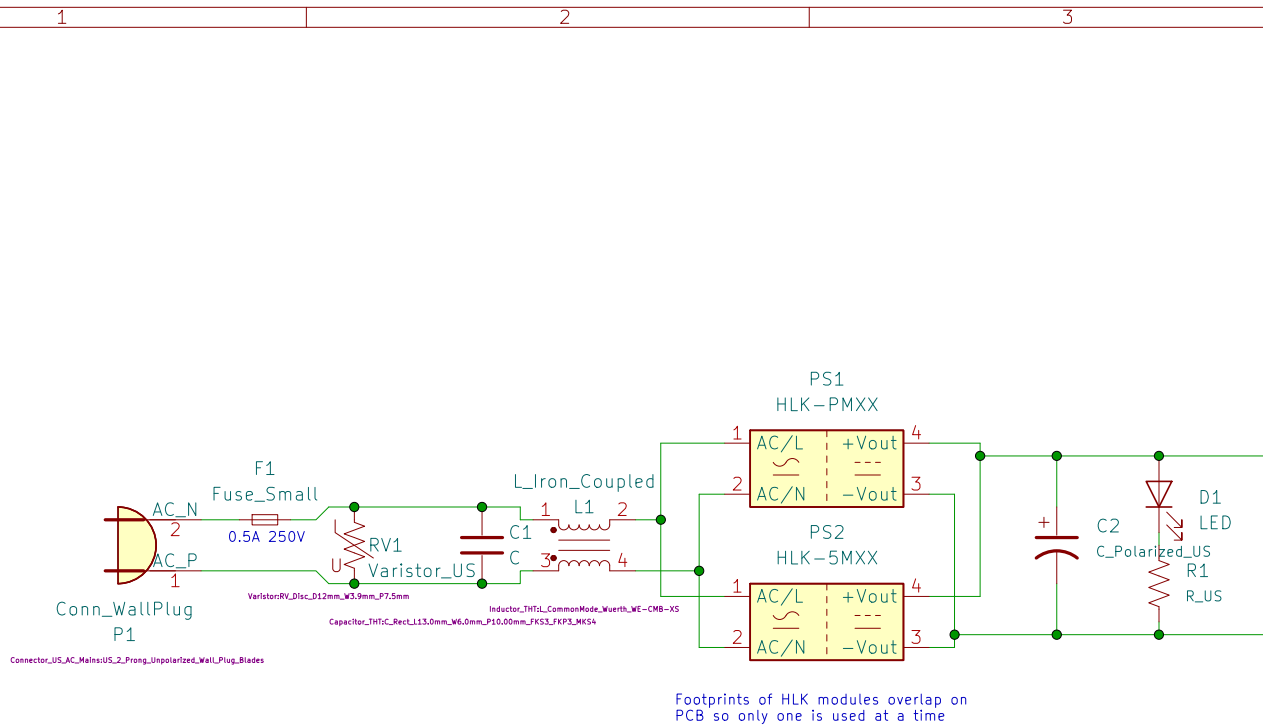 1
2
3
PS1
HLK-PMXX
1
AC/L
+Vout
4
2
AC/N
-Vout
3
PS2
HLK-5MXX
1
AC/L
+Vout
4
2
AC/N
-Vout
3
F1
Fuse_Small
0.5A 250V
AC_N
2
AC_P
1
Conn_WallPlug
P1
Connector_US_AC_Mains:US_2_Prong_Unpolarized_Wall_Plug_Blades
RV1
U
Varistor_US
Varistor:RV_Disc_D12mm_W3.9mm_P7.5mm
C1
C
Capacitor_THT:C_Rect_L13.0mm_W6.0mm_P10.00mm_FKS3_FKP3_MKS4
L_Iron_Coupled
L1
1
2
3
4
Inductor_THT:L_CommonMode_Wuerth_WE-CMB-XS
+
C2
C_Polarized_US
D1
LED
R1
R_US
Footprints of HLK modules overlap on
PCB so only one is used at a time